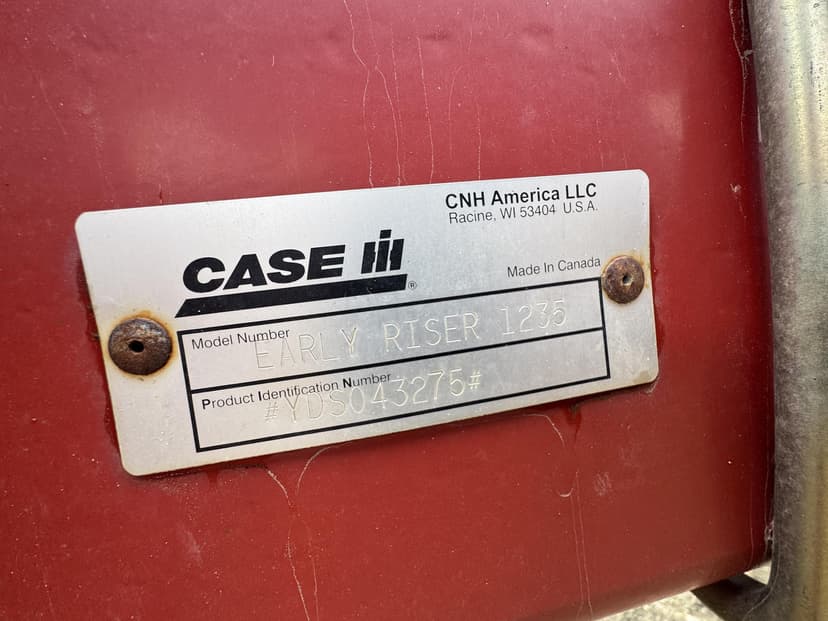 CNH America LLC
Racine, WI 53404 U.S.A.
CASE IH ®
Made In Canada
Model Number
EARLY RISER 1235
Product Identification Number
#YDS043275#